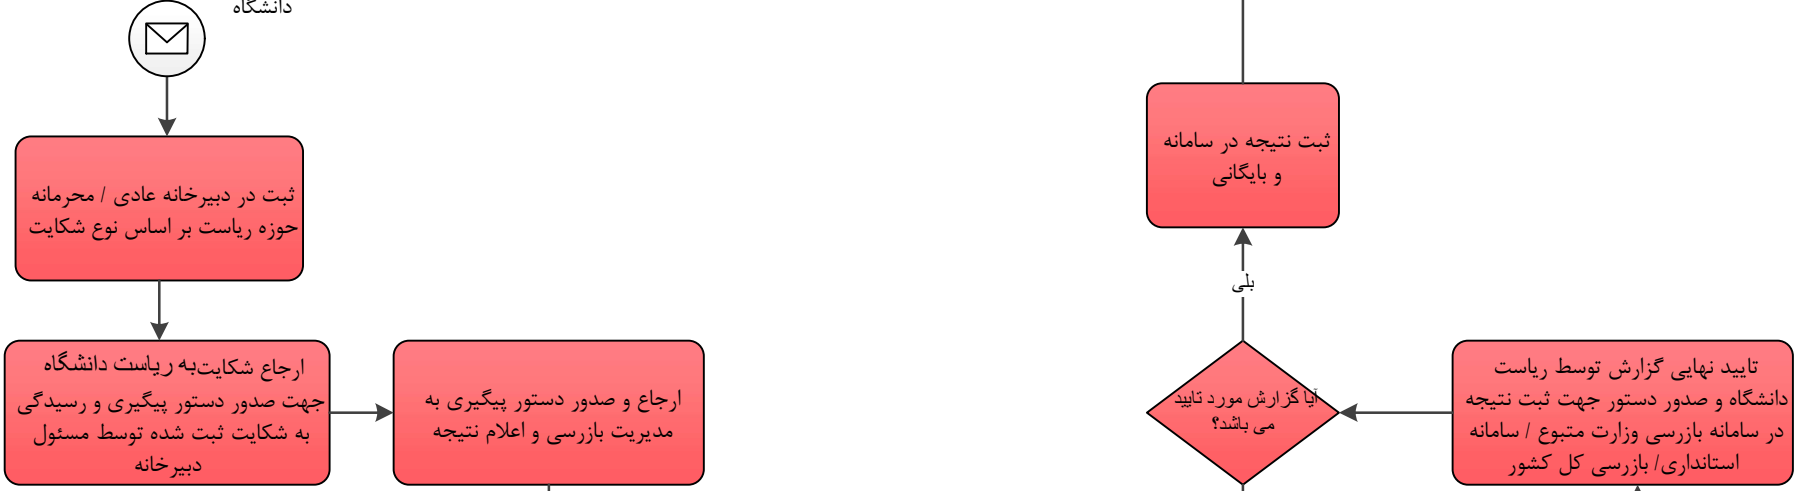 دانشگاه
ثبت در دبیرخانه عادی / محرمانه
حوزه ریاست بر اساس نوع شکایت
ارجاع شکایت به ریاست دانشگاه
جهت صدور دستور پیگیری و رسیدگی
به شکایت ثبت شده توسط مسئول
دبیرخانه
ارجاع و صدور دستور پیگیری به
مدیریت بازرسی و اعلام نتیجه
ثبت نتیجه در سامانه
و بایگانی
بلی
آیا گزارش مورد تایید
می باشد؟
تایید نهایی گزارش توسط ریاست
دانشگاه و صدور دستور جهت ثبت نتیجه
در سامانه بازرسی وزارت متبوع / سامانه
استانداری/ بازرسی کل کشور